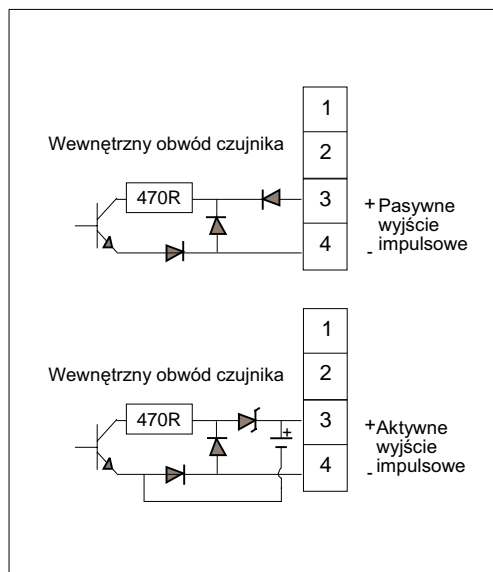 1
Wewnętrzny obwód czujnika
2
470R
3
+ Pasywne
wyjście
4
- impulsowe
1
Wewnętrzny obwód czujnika
2
470R
3
+
+Aktywne
wyjście
4
- impulsowe